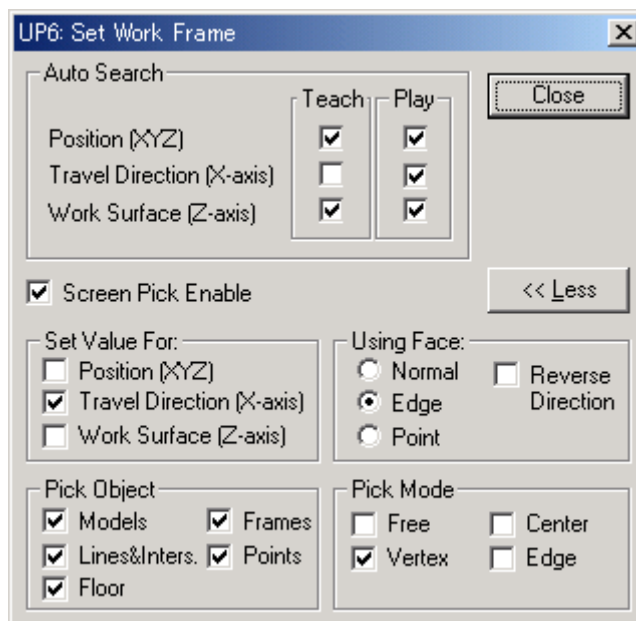 UP6: Set Work Frame
Auto Search
Teach Play
Close
Position (XYZ)
Travel Direction (X-axis)
Work Surface (Z-axis)
Screen Pick Enable
<< Less
Set Value For:
Position (XYZ)
Travel Direction (X-axis)
Work Surface (Z-axis)
Using Face:
Normal
Edge
Point
Reverse
Direction
Pick Object
Models Frames
Lines&Inters. Points
Floor
Pick Mode
Free Center
Vertex Edge